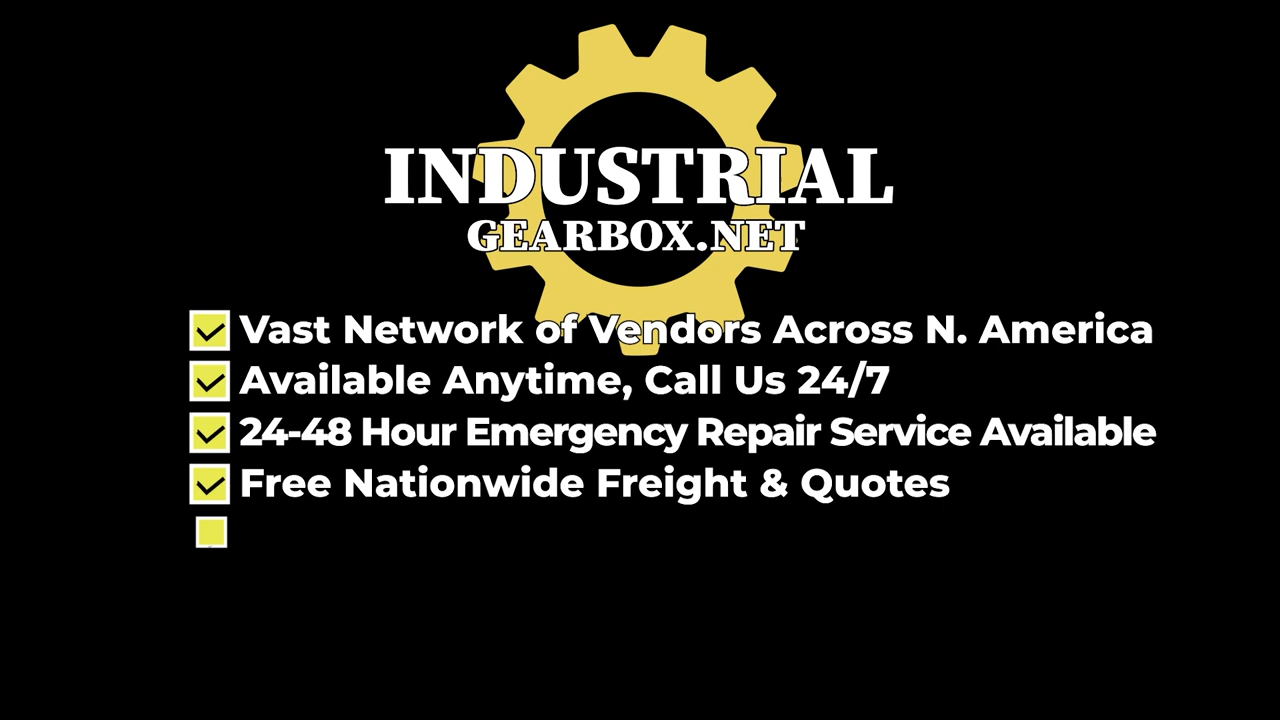 INDUSTRIAL
GEARBOX.NET
Vast Network of Vendors Across N. America
Available Anytime, Call Us 24/7
24-48 Hour Emergency Repair Service Available
Free Nationwide Freight & Quotes